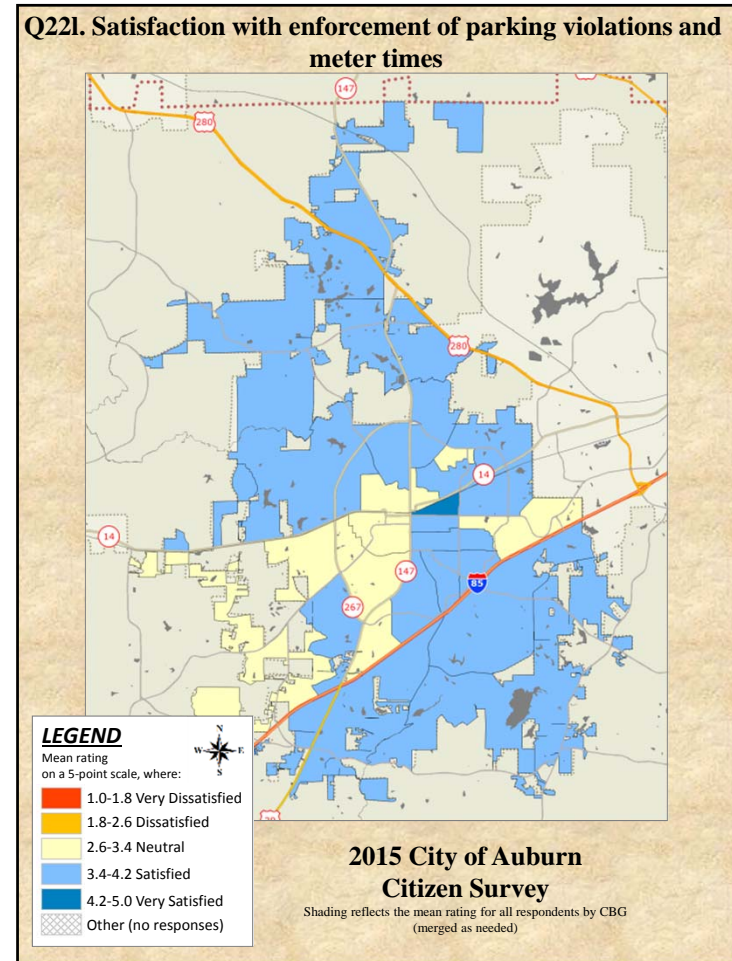 Q22l. Satisfaction with enforcement of parking violations and
meter times
147
280
280
14
14
147
85
267
LEGEND
Mean rating
on a 5-point scale, where:
N
W E
S
1.0-1.8 Very Dissatisfied
1.8-2.6 Dissatisfied
2.6-3.4 Neutral
3.4-4.2 Satisfied
4.2-5.0 Very Satisfied
Other (no responses)
2015 City of Auburn
Citizen Survey
Shading reflects the mean rating for all respondents by CBG
(merged as needed)